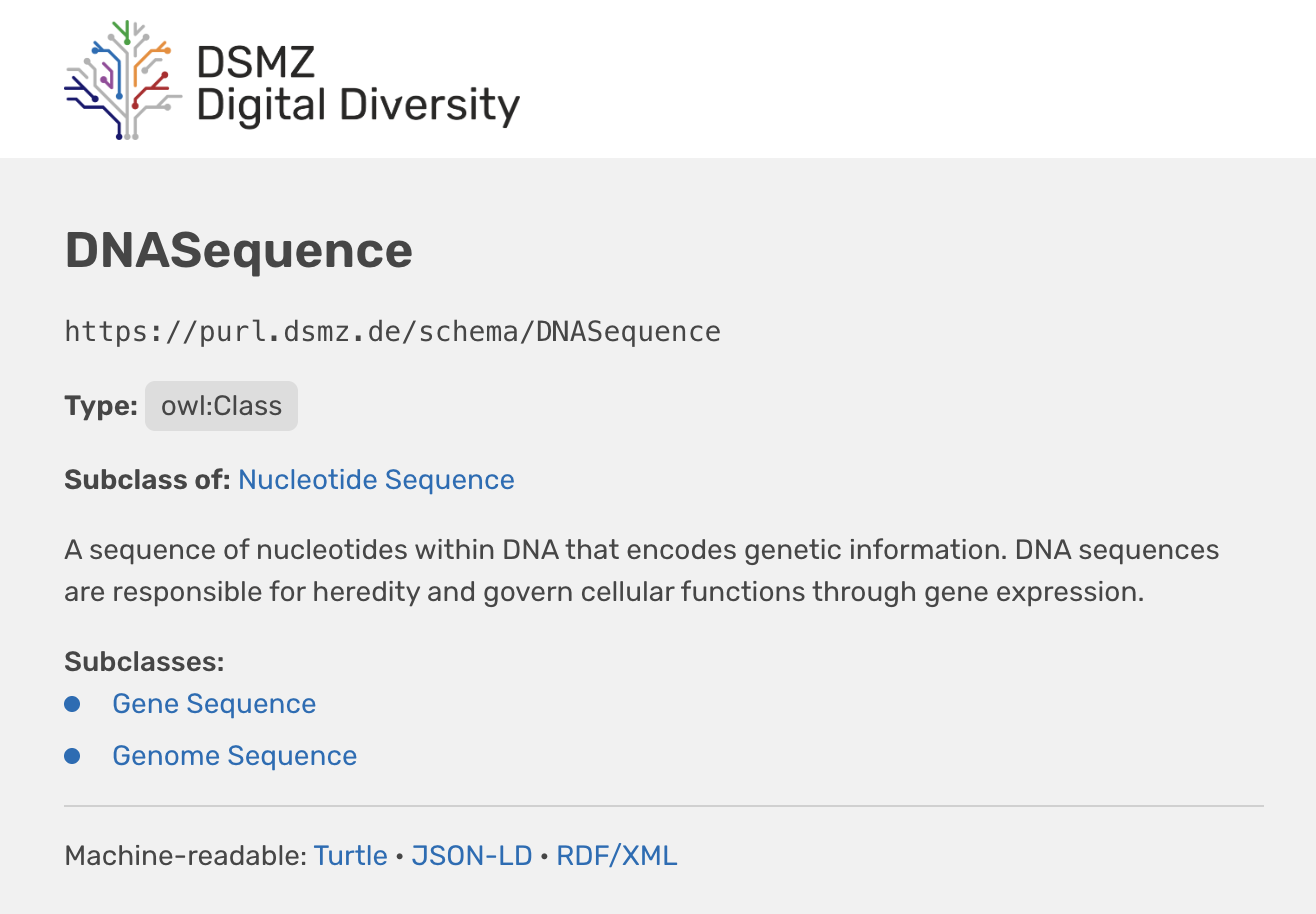 DSMZ
Digital Diversity
DNASequence
https://purl.dsmz.de/schema/DNASequence
Type: owl:Class
Subclass of: Nucleotide Sequence
A sequence of nucleotides within DNA that encodes genetic information. DNA sequences
are responsible for heredity and govern cellular functions through gene expression.
Subclasses:
Gene Sequence
Genome Sequence
Machine-readable: Turtle • JSON-LD • RDF/XML